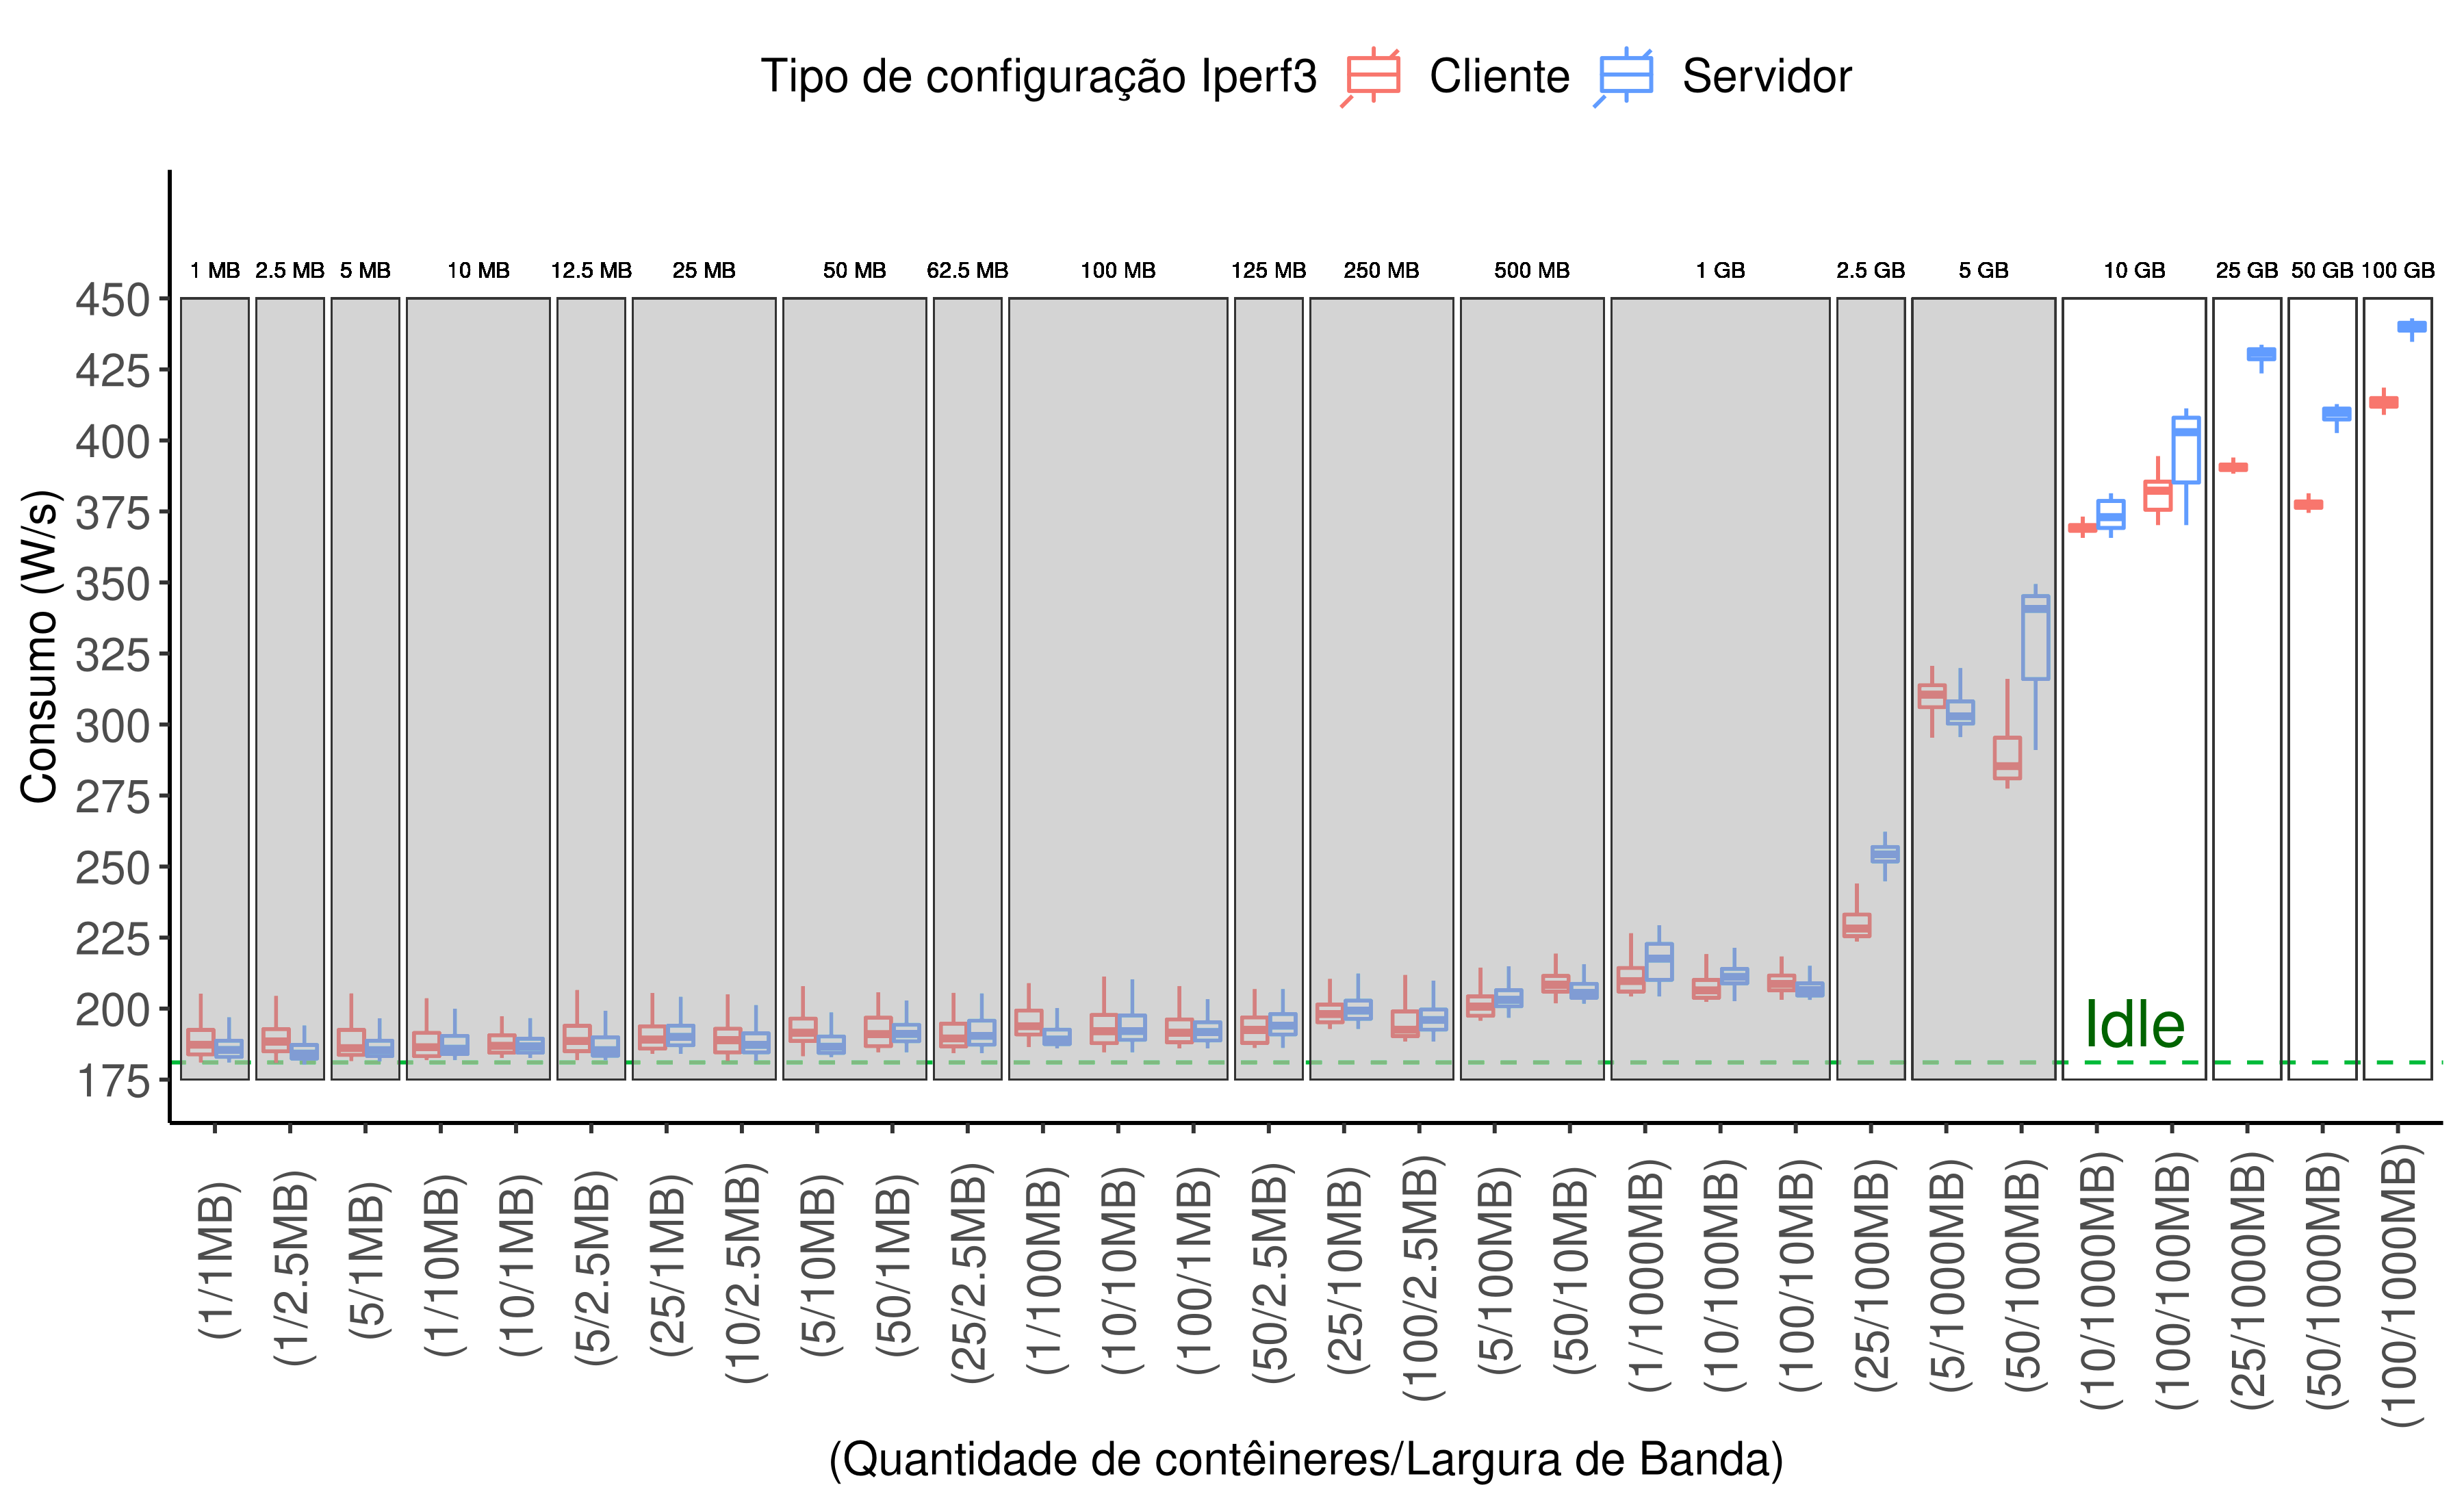 Tipo de configuração Iperf3 Cliente Servidor
1 MB 2.5 MB 5 MB 10 MB 12.5 MB 25 MB 50 MB 62.5 MB 100 MB 125 MB 250 MB 500 MB 1 GB 2.5 GB 5 GB 10 GB 25 GB 50 GB 100 GB
450
425
400
375
350
325
300
275
250
225
200
175
Consumo (W/s)
Idle
(1/1MB)
(1/2.5MB)
(5/1MB)
(1/10MB)
(10/1MB)
(5/2.5MB)
(25/1MB)
(10/2.5MB)
(5/10MB)
(50/1MB)
(25/2.5MB)
(1/100MB)
(10/10MB)
(100/1MB)
(50/2.5MB)
(25/10MB)
(100/2.5MB)
(5/100MB)
(50/10MB)
(1/1000MB)
(10/100MB)
(100/10MB)
(25/100MB)
(5/1000MB)
(50/100MB)
(10/1000MB)
(100/100MB)
(25/1000MB)
(50/1000MB)
(100/1000MB)
(Quantidade de contêineres/Largura de Banda)